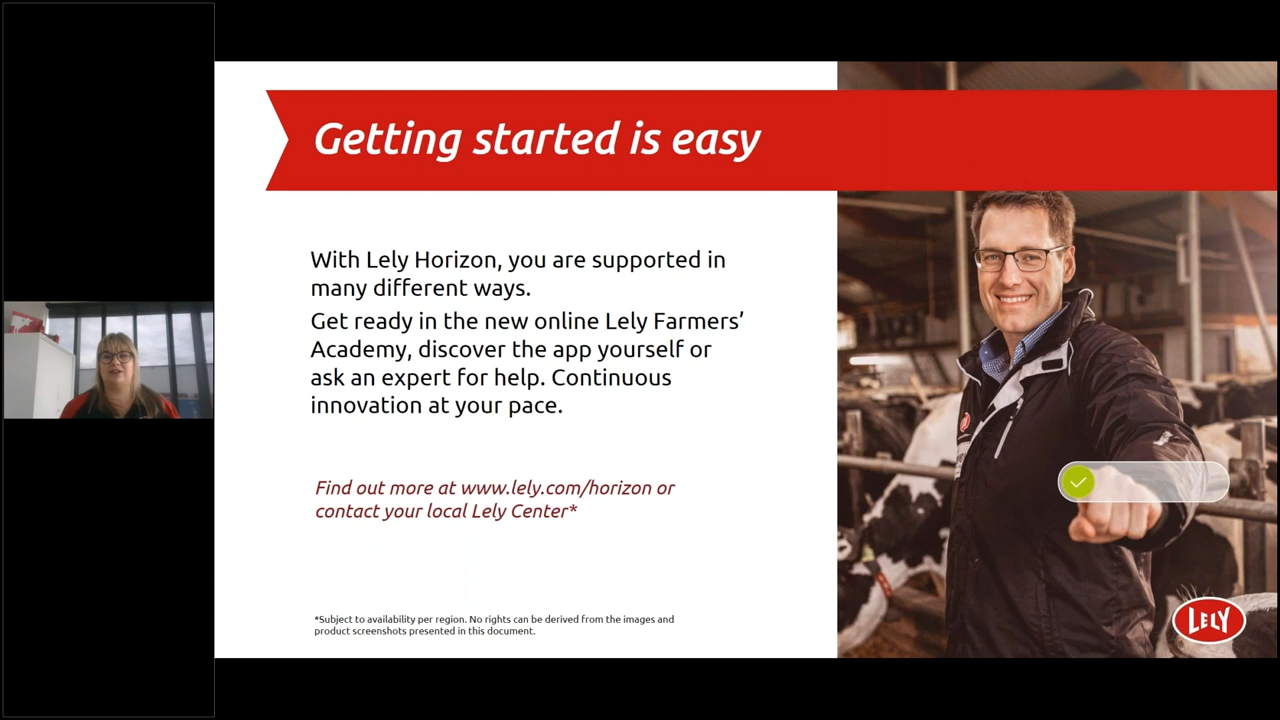 Getting started is easy
With Lely Horizon, you are supported in
many different ways.
Get ready in the new online Lely Farmers’
Academy, discover the app yourself or
ask an expert for help. Continuous
innovation at your pace.
Find out more at www.lely.com/horizon or
contact your local Lely Center*
*Subject to availability per region. No rights can be derived from the images and
product screenshots presented in this document.
LELY